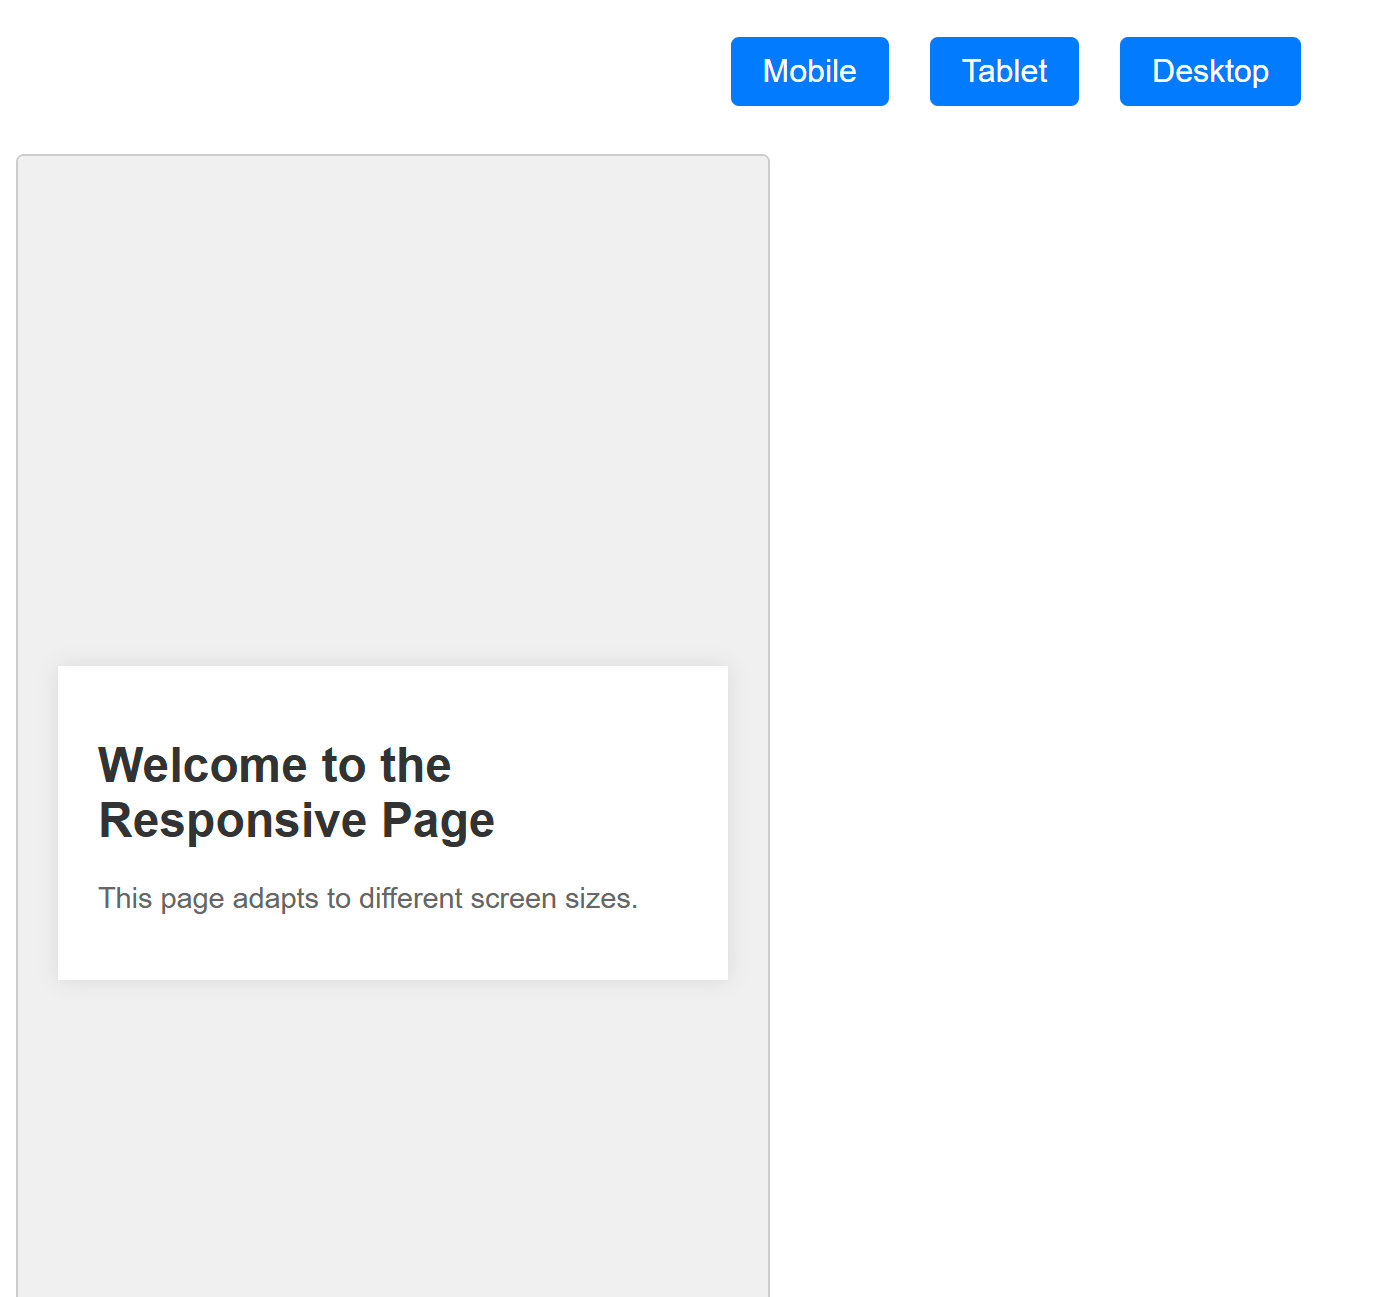 Mobile Tablet Desktop
Welcome to the
Responsive Page
This page adapts to different screen sizes.